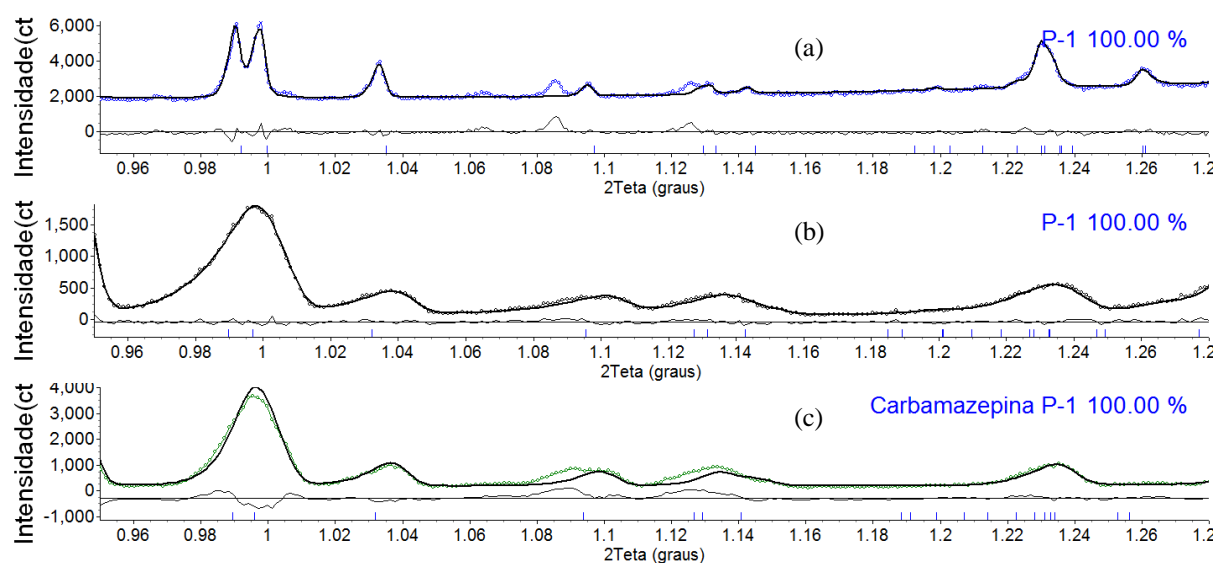 Intensidade(ct
6,000
4,000
2,000
0
(a)
P-1 100.00 %
0.96 0.98 1 1.02 1.04 1.06 1.08 1.1 1.12 1.14 1.16 1.18 1.2 1.22 1.24 1.26 1.2
2Teta (graus)
Intensidade(ct
1,500
1,000
500
0
(b)
P-1 100.00 %
0.96 0.98 1 1.02 1.04 1.06 1.08 1.1 1.12 1.14 1.16 1.18 1.2 1.22 1.24 1.26 1.2
2Teta (graus)
Intensidade(ct
4,000
3,000
2,000
1,000
0
-1,000
(c)
Carbamazepina P-1 100.00 %
0.96 0.98 1 1.02 1.04 1.06 1.08 1.1 1.12 1.14 1.16 1.18 1.2 1.22 1.24 1.26 1.2
2Teta (graus)